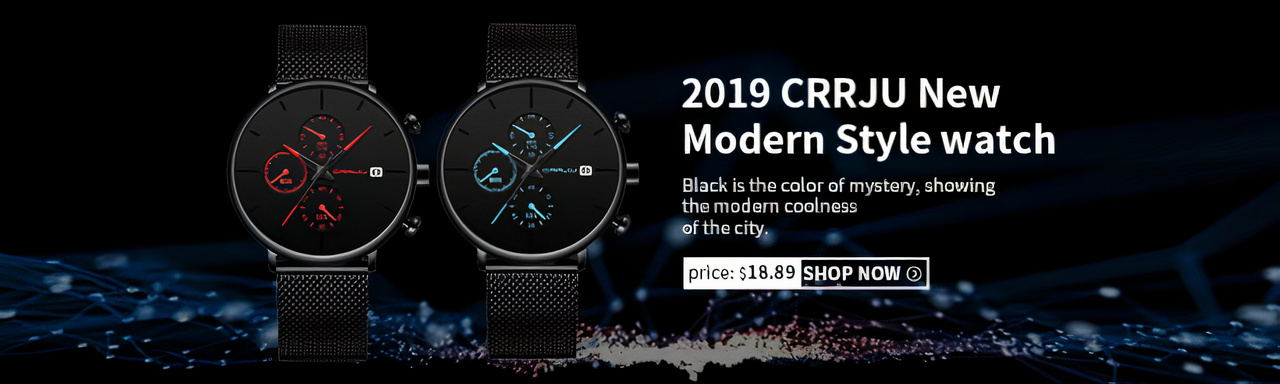 2019 CRRJU New
Modern Style watch
Black is the color of mystery, showing
the modern coolness
of the city.
price: $18.89 SHOP NOW